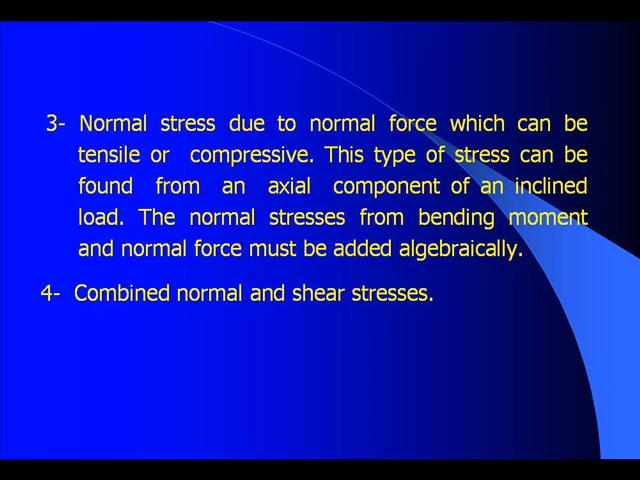 3- Normal stress due to normal force which can be
tensile or compressive. This type of stress can be
found from an axial component of an inclined
load. The normal stresses from bending moment
and normal force must be added algebraically.
4- Combined normal and shear stresses.